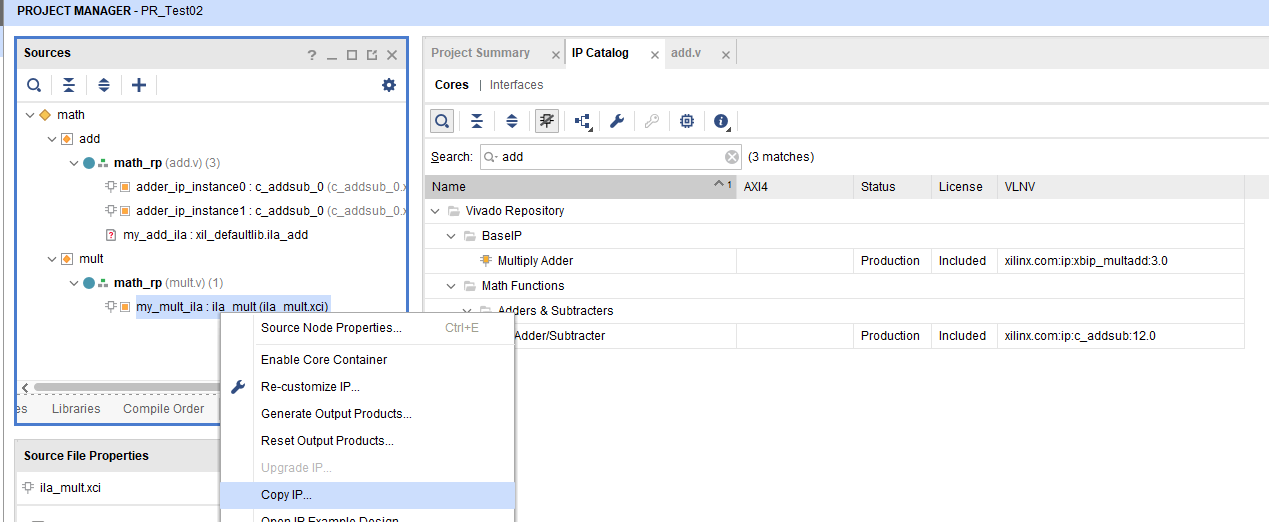 PROJECT MANAGER - PR_Test02
Sources
?
math
add
math_rp (add.v) (3)
adder_ip_instance0 : c_addsub_0 (c_addsub_0.x
adder_ip_instance1 : c_addsub_0 (c_addsub_0.x
my_add_ila : xil_defaultlib.ila_add
mult
math_rp (mult.v) (1)
my_mult_ila : ila_mult (ila_mult.xci)
es Libraries Compile Order
Source File Properties
ila_mult.xci
Source Node Properties... Ctrl+E
Enable Core Container
Re-customize IP...
Generate Output Products...
Reset Output Products...
Upgrade IP...
Copy IP...
Open IP Example Design
Project Summary IP Catalog add.v
Cores | Interfaces
Search: add (3 matches)
Name 1 AXI4 Status License VLNV
Vivado Repository
BaseIP
Multiply Adder Production Included xilinx.com:ip:xbip_multadd:3.0
Math Functions
Adders & Subtracters
Adder/Subtracter Production Included xilinx.com:ip:c_addsub:12.0